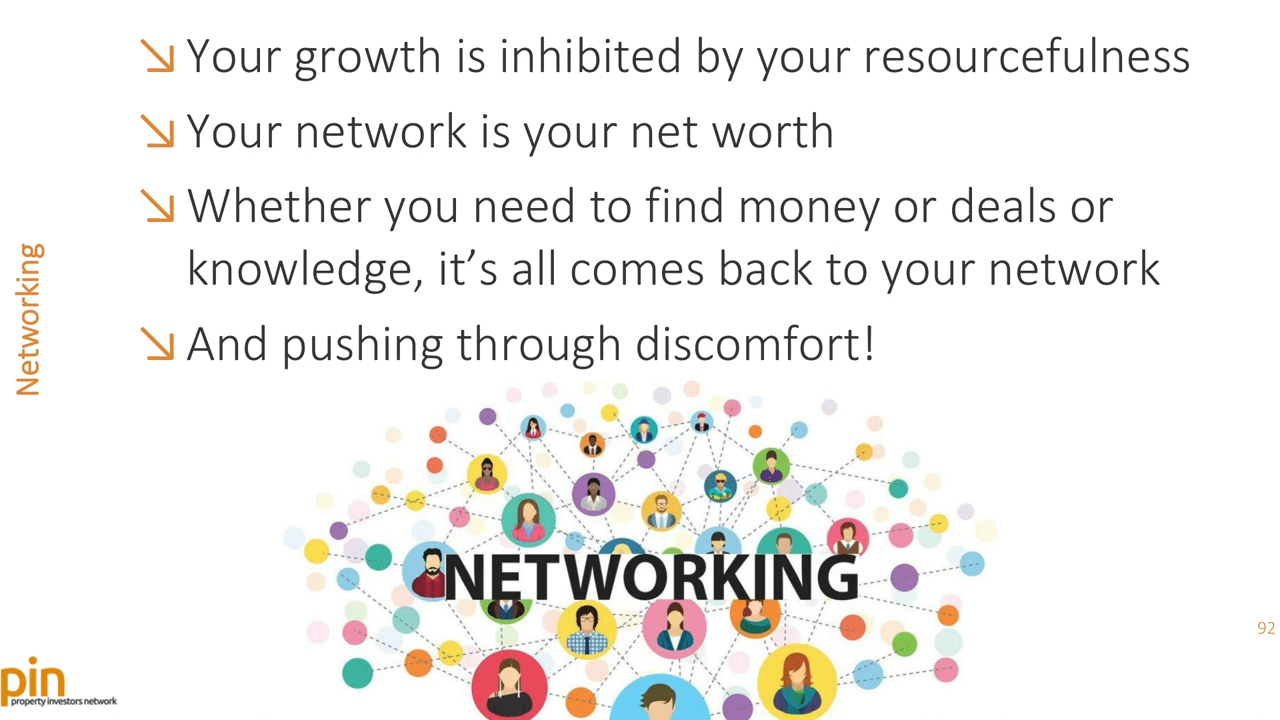 Your growth is inhibited by your resourcefulness
Your network is your net worth
Whether you need to find money or deals or
knowledge, it’s all comes back to your network
And pushing through discomfort!
Networking
NETWORKING
92
pin
property investors network